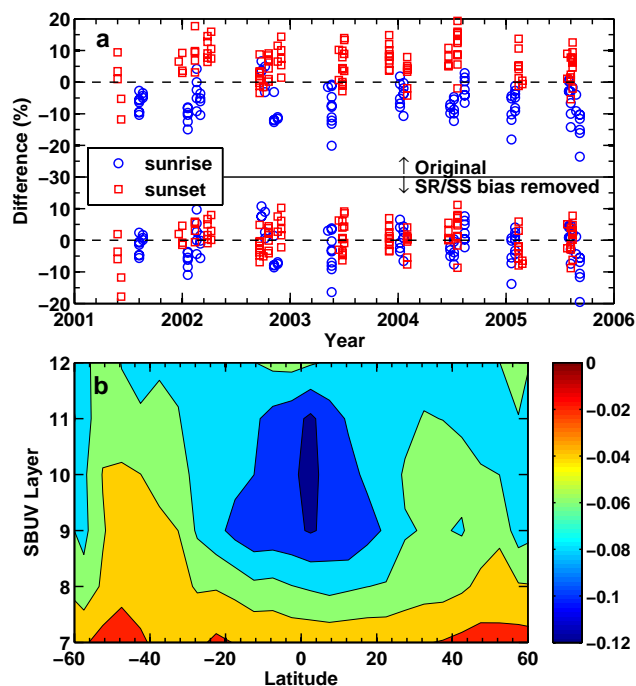 a
20
10
0
−10
−20
−30
20
10
0
−10
−20
Difference (%)
sunrise
sunset
↑ Original
↓ SR/SS bias removed
2001 2002 2003 2004 2005 2006
Year
b
12
11
10
9
8
7
SBUV Layer
−60 −40 −20 0 20 40 60
Latitude
0
−0.02
−0.04
−0.06
−0.08
−0.1
−0.12